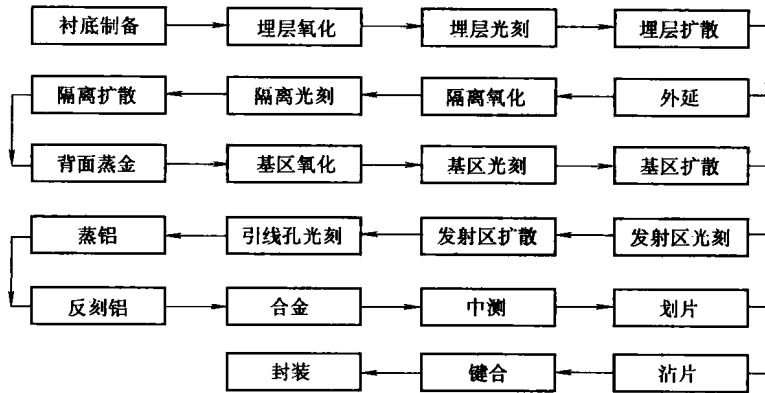 衬底制备 埋层氧化 埋层光刻 埋层扩散
隔离扩散 隔离光刻 隔离氧化 外延
背面蒸金 基区氧化 基区光刻 基区扩散
蒸铝 引线孔光刻 发射区扩散 发射区光刻
反刻铝 合金 中测 划片
封装 键合 沾片